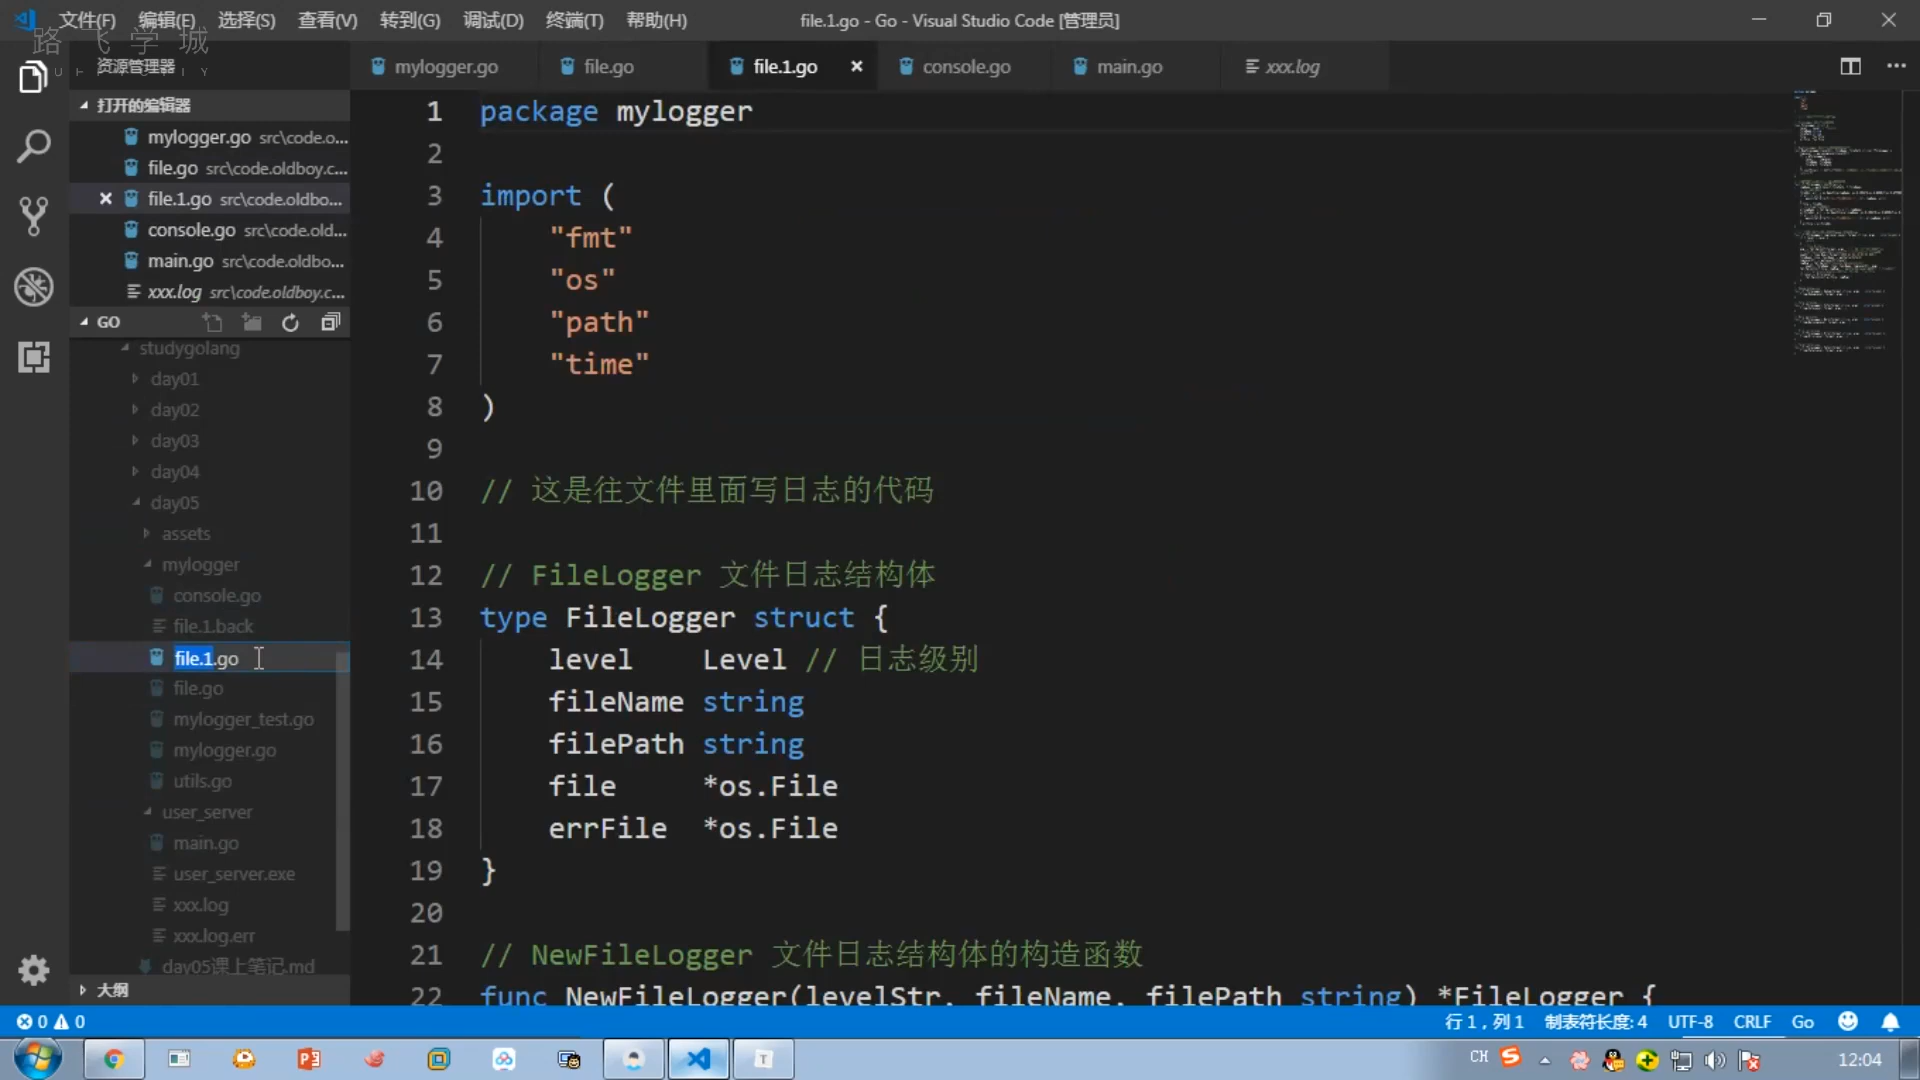 文件(F) 编辑(E) 选择(S) 查看(V) 转到(G) 调试(D) 终端(T) 帮助(H) file.1.go - Go - Visual Studio Code [管理员]
路飞学城
资源管理器
mylogger.go file.go file.1.go console.go main.go xxx.log
打开的编辑器
mylogger.go src\code.o...
file.go src\code.oldboy.c...
file.1.go src\code.oldbo...
console.go src\code.old...
main.go src\code.oldbo...
xxx.log src\code.oldboy.c...
GO
studygolang
day01
day02
day03
day04
day05
assets
mylogger
console.go
file.1.back
file.1.go
file.go
mylogger_test.go
mylogger.go
utils.go
user_server
main.go
user_server.exe
xxx.log
xxx.log.err
day05课上笔记.md
大纲
1 package mylogger
2
3 import (
4 "fmt"
5 "os"
6 "path"
7 "time"
8 )
9
10 // 这是往文件里面写日志的代码
11
12 // FileLogger 文件日志结构体
13 type FileLogger struct {
14 level Level // 日志级别
15 fileName string
16 filePath string
17 file *os.File
18 errFile *os.File
19 }
20
21 // NewFileLogger 文件日志结构体的构造函数
22 func NewFileLogger(levelStr, fileName, filePath string) *FileLogger {
0 0 行 1，列 1 制表符长度: 4 UTF-8 CRLF Go
CH 12:04